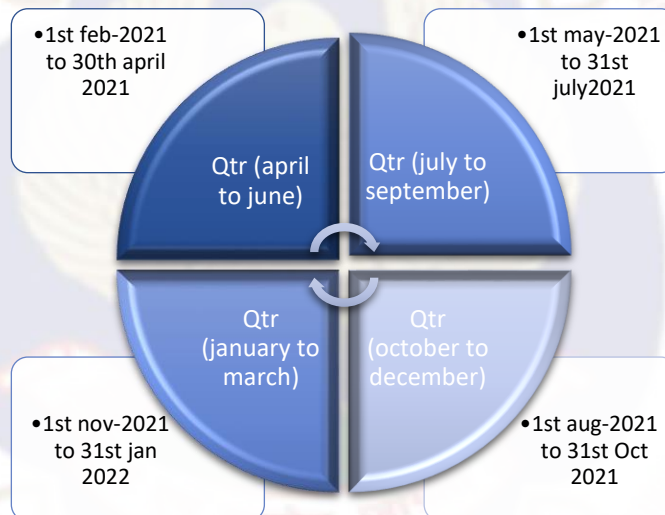 •1st feb-2021
to 30th april
2021
•1st may-2021
to 31st
july2021
Qtr (april
to june)
Qtr (july to
september)
Qtr
(january to
march)
Qtr
(october to
december)
•1st nov-2021
to 31st jan
2022
•1st aug-2021
to 31st Oct
2021